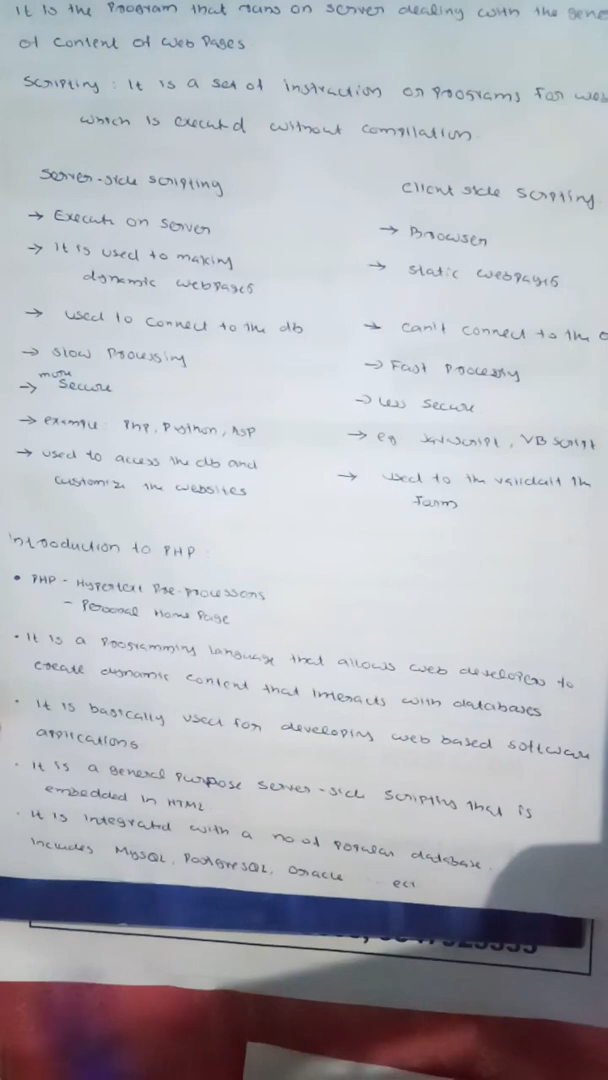 It is the Program that runs on server dealing with the gene
of content of web Pages
Scripting : It is a set of instruction or Programs for web
which is executed without compilation.
Server-side scripting
→ Execute on server
→ It is used to making
dynamic webpages
→ used to connect to the db
→ slow Processing
→ more Secure
→ example: Php, Python, ASP
→ used to access the db and
customize the websites
Client side Scripting
→ Browser
→ static webpages
→ can't connect to the
→ Fast Processing
→ less secure
→ eg JavaScript, VB Script
→ used to the validate the
form
Introduction to PHP :
• PHP - Hypertext Pre-processors
- Personal Home Page
• It is a Programming language that allows web developers to
create dynamic content that interacts with databases
• It is basically used for developing web based software
applications
• It is a general purpose server-side scripting that is
embedded in HTML
• It is integrated with a no of popular database.
includes MySQL, PostgreSQL, Oracle .. ect